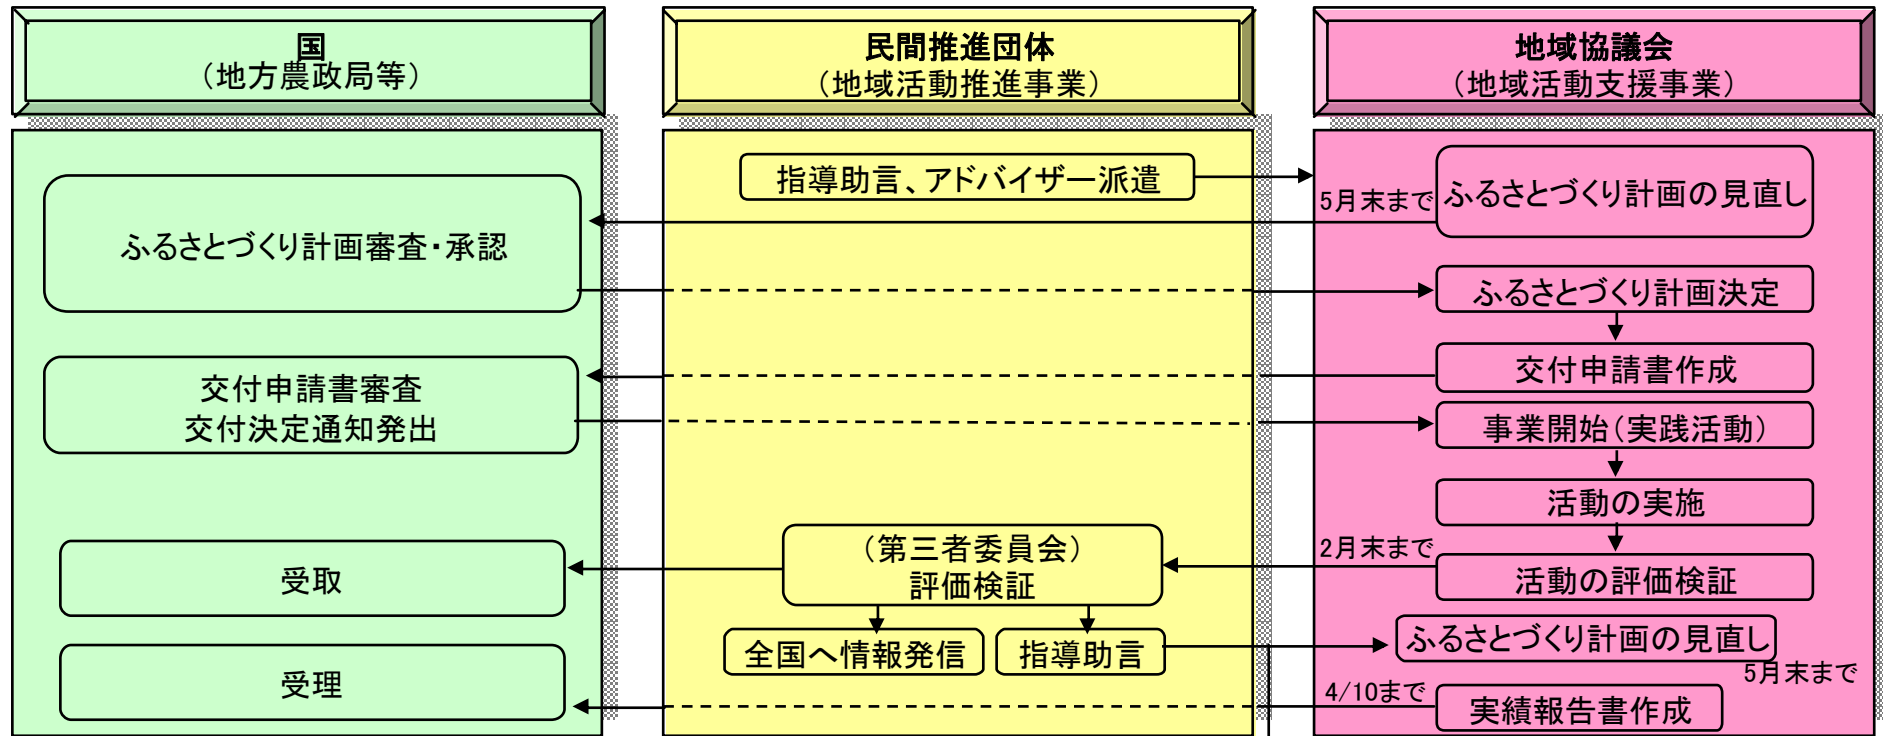 国
（地方農政局等）
民間推進団体
（地域活動推進事業）
地域協議会
（地域活動支援事業）
指導助言、アドバイザー派遣
5月末まで
ふるさとづくり計画の見直し
ふるさとづくり計画審査・承認
ふるさとづくり計画決定
交付申請書審査
交付決定通知発出
交付申請書作成
事業開始（実践活動）
活動の実施
（第三者委員会）
評価検証
2月末まで
活動の評価検証
受取
全国へ情報発信
指導助言
ふるさとづくり計画の見直し
5月末まで
受理
4/10まで
実績報告書作成